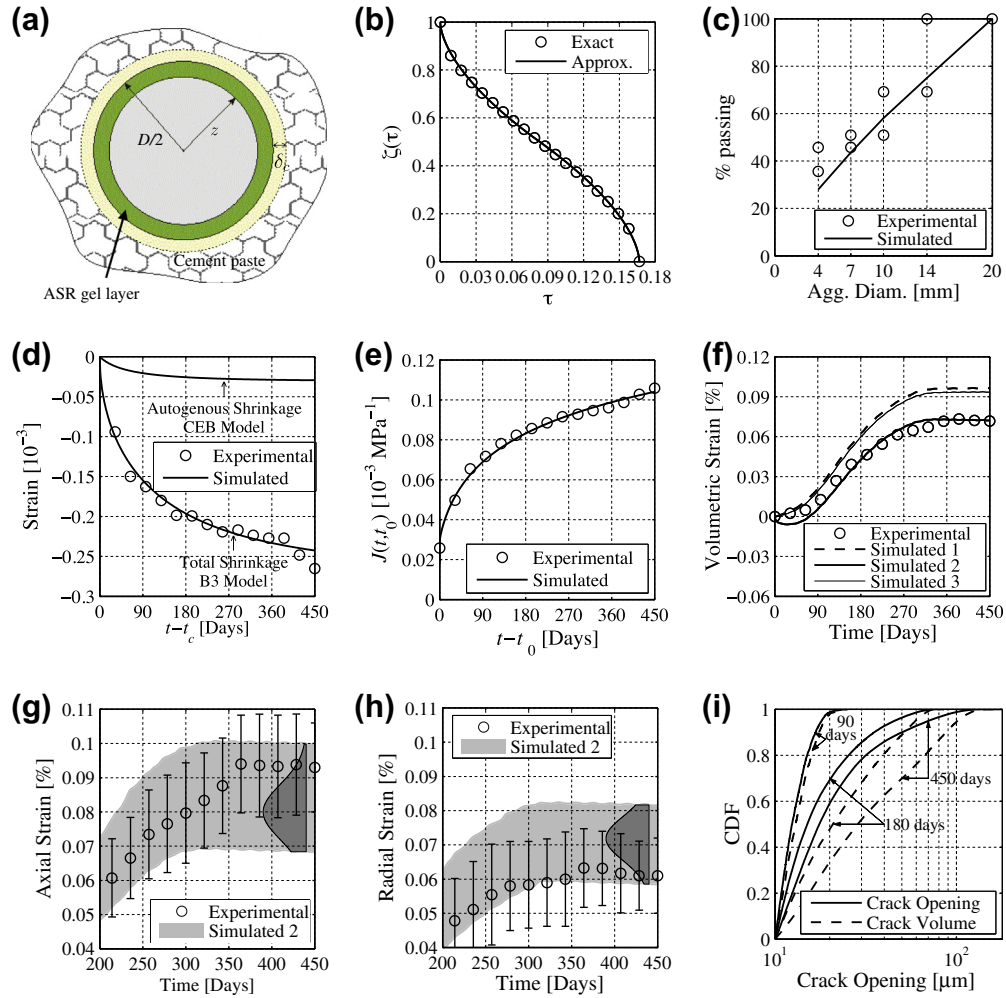 (a)
D/2
z
δ
Cement paste
ASR gel layer
(b)
1
0.8
0.6
0.4
0.2
0
ζ(τ)
Exact
Approx.
0 0.03 0.06 0.09 0.12 0.15 0.18
τ
(c)
100
80
60
40
20
0
% passing
Experimental
Simulated
0 4 7 10 14 20
Agg. Diam. [mm]
(d)
0
−0.05
−0.1
−0.15
−0.2
−0.25
−0.3
Strain [10−3]
Autogenous Shrinkage
CEB Model
Experimental
Simulated
Total Shrinkage
B3 Model
0 90 180 270 360 450
t−tc [Days]
(e)
0.12
0.1
0.08
0.06
0.04
0.02
0
J(t,t0) [10−3 MPa−1]
Experimental
Simulated
0 90 180 270 360 450
t−t0 [Days]
(f)
0.12
0.09
0.06
0.03
0
−0.03
−0.06
Volumetric Strain [%]
Experimental
Simulated 1
Simulated 2
Simulated 3
0 90 180 270 360 450
Time [Days]
(g)
0.11
0.1
0.09
0.08
0.07
0.06
0.05
0.04
Axial Strain [%]
Experimental
Simulated 2
200 250 300 350 400 450
Time [Days]
(h)
0.11
0.1
0.09
0.08
0.07
0.06
0.05
0.04
Radial Strain [%]
Experimental
Simulated 2
200 250 300 350 400 450
Time [Days]
(i)
1
0.8
0.6
0.4
0.2
0
CDF
90
days
450 days
180 days
Crack Opening
Crack Volume
10^1 10^2
Crack Opening [μm]